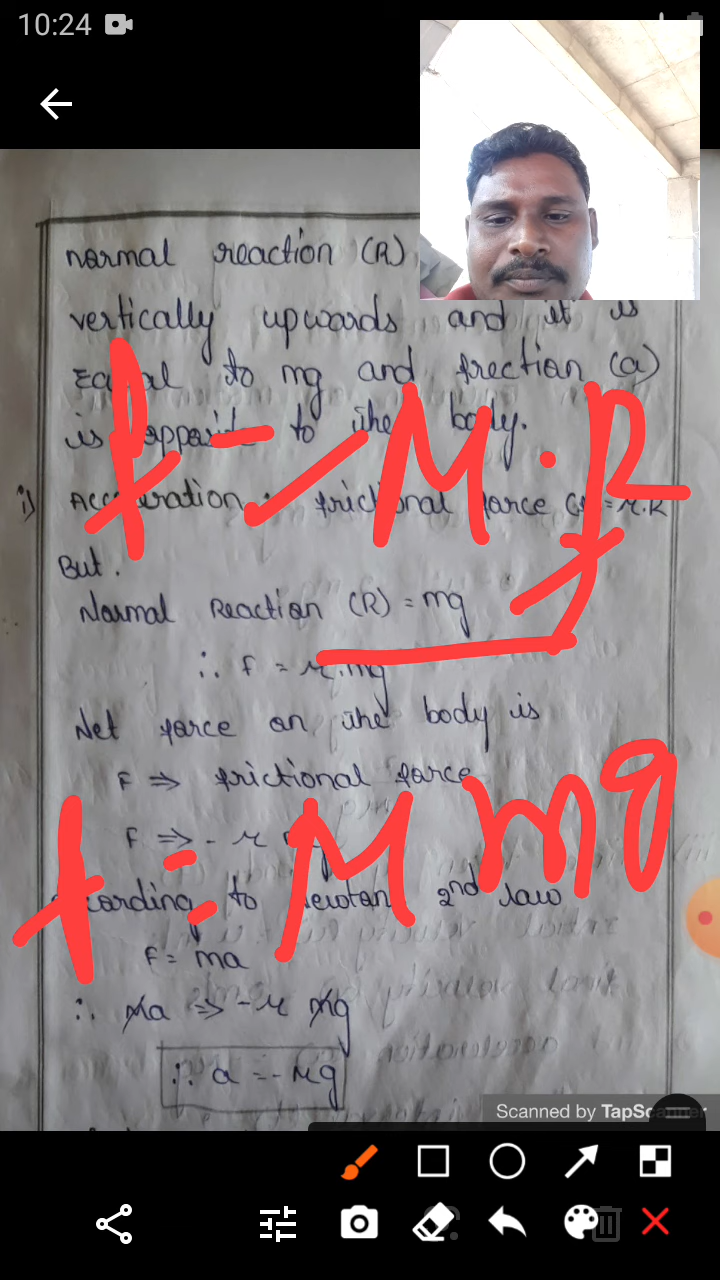 10:24
normal reaction (R)
vertically upwards and it is
Equal to mg and frection (a)
is opposite to the body.
f = M.R
i) Acceleration : frictional force = μ.R
But.
Normal Reaction (R) = mg
∴ F = μ.mg
Net force on the body is
F ⇒ frictional force
f = M mg
F ⇒ - μ
to Newton 2nd law
F = ma
∴ ma ⇒ -μ mg
∴ a = -μg
Scanned by TapScanner